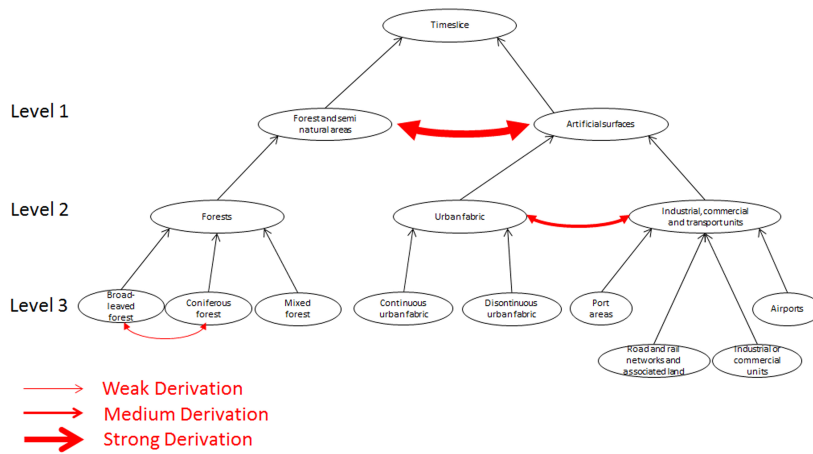 Timeslice
Level 1
Forest and semi
natural areas
Artificial surfaces
Level 2
Forests
Urban fabric
Industrial, commercial
and transport units
Level 3
Broad-
leaved
forest
Coniferous
forest
Mixed
forest
Continuous
urban fabric
Disontinuous
urban fabric
Port
areas
Airports
Road and rail
networks and
associated land
Industrial or
commercial
units
Weak Derivation
Medium Derivation
Strong Derivation